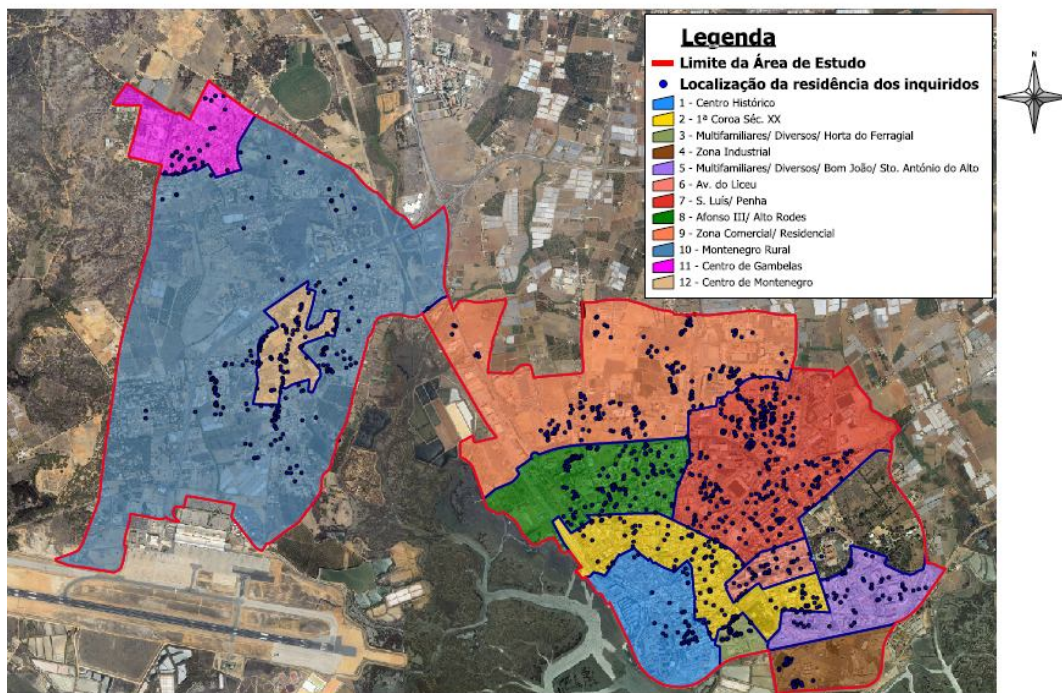 Legenda
Limite da Área de Estudo
Localização da residência dos inquiridos
1 - Centro Histórico
2 - 1ª Coroa Séc. XX
3 - Multifamiliares/ Diversos/ Horta do Ferragial
4 - Zona Industrial
5 - Multifamiliares/ Diversos/ Bom João/ Sto. António do Alto
6 - Av. do Liceu
7 - S. Luís/ Penha
8 - Afonso III/ Alto Rodes
9 - Zona Comercial/ Residencial
10 - Montenegro Rural
11 - Centro de Gambelas
12 - Centro de Montenegro
N